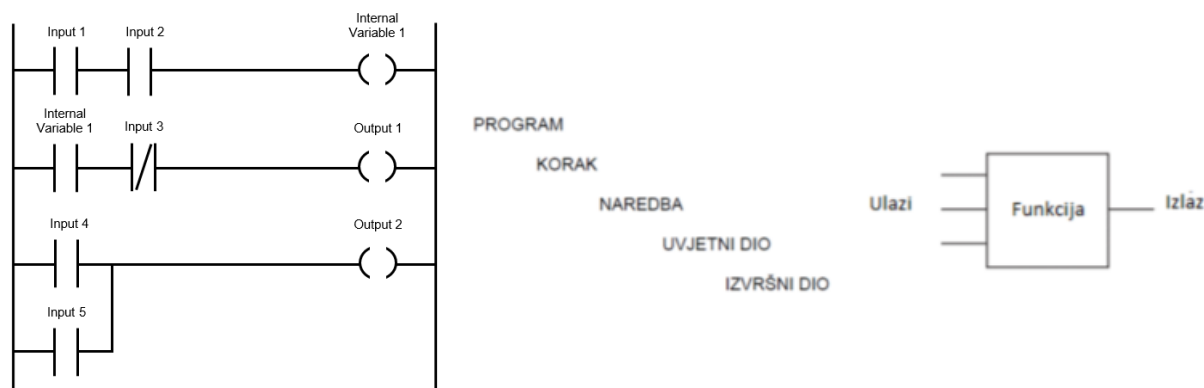 Input 1
Input 2
Internal
Variable 1
Internal
Variable 1
Input 3
Output 1
Input 4
Output 2
Input 5
PROGRAM
KORAK
NAREDBA
UVJETNI DIO
IZVRŠNI DIO
Ulazi
Funkcija
Izlaz